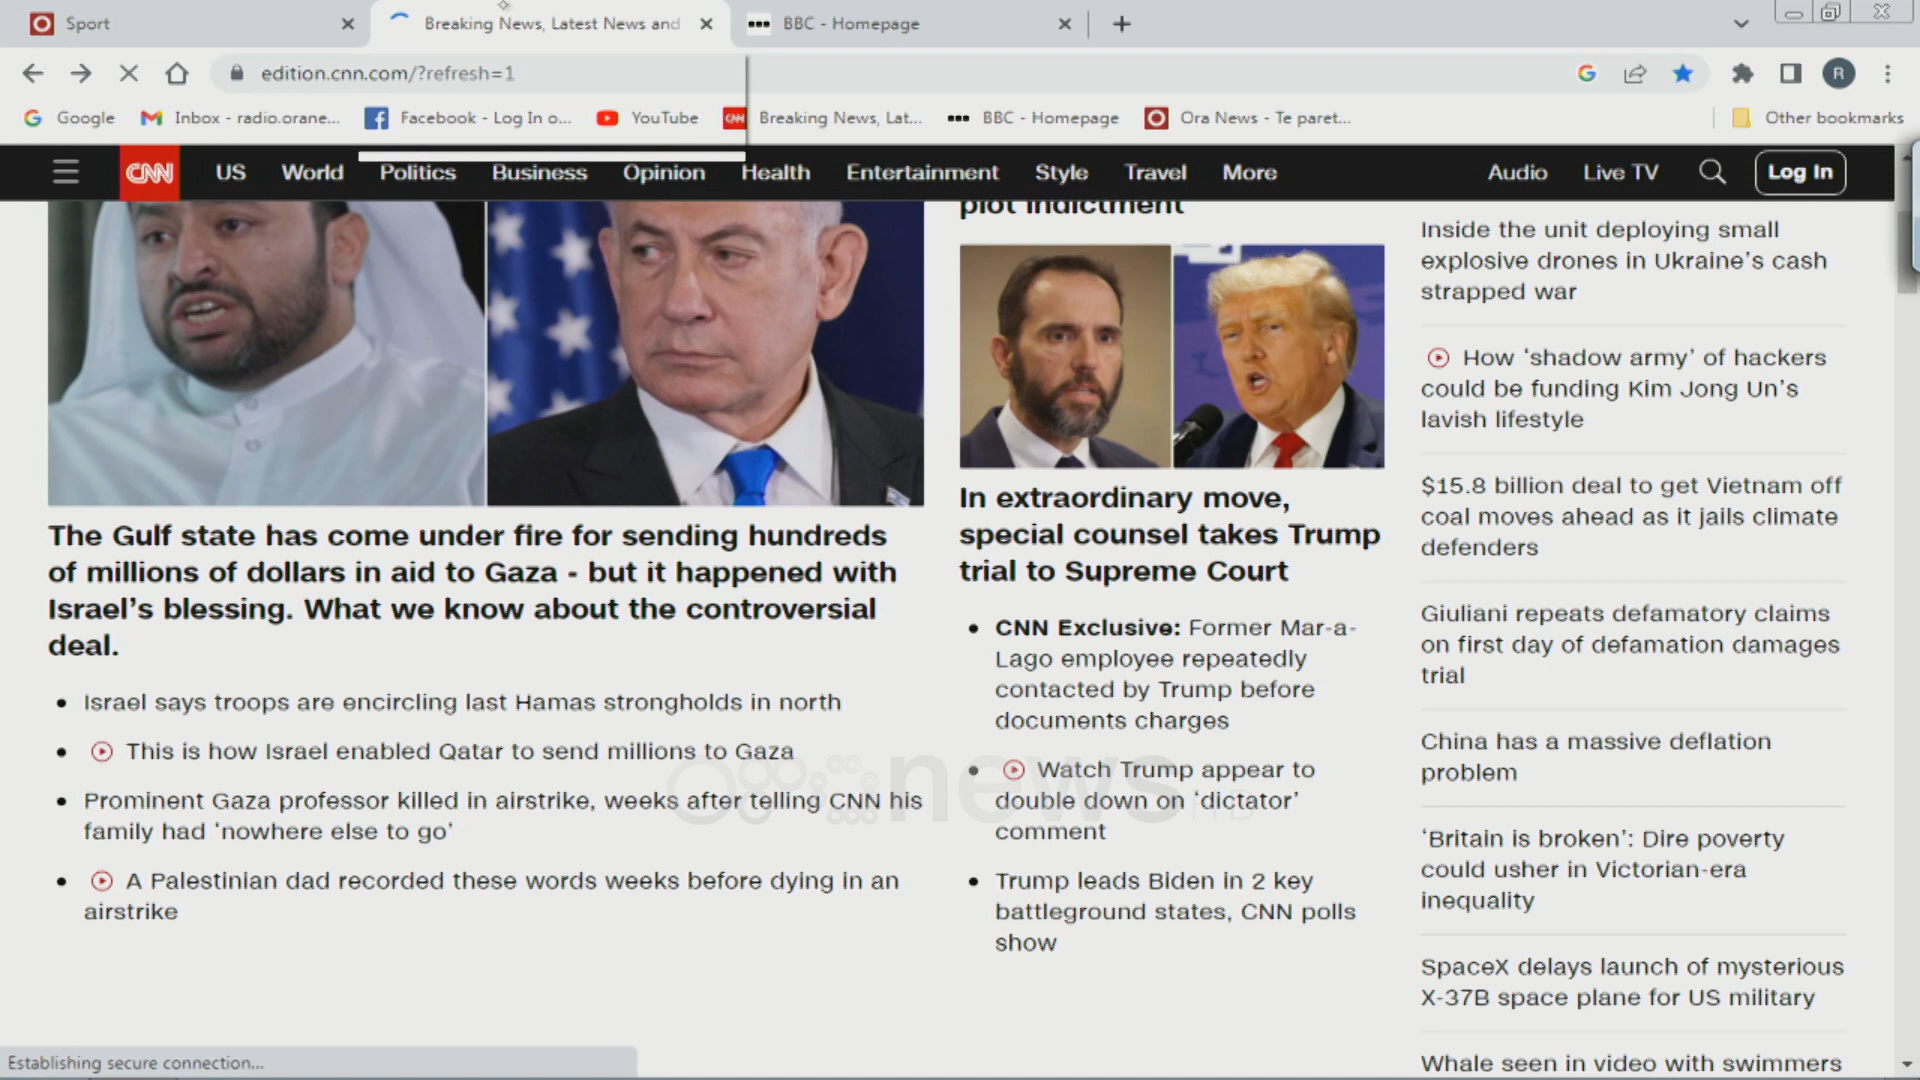 Sport
Breaking News, Latest News and
BBC - Homepage
edition.cnn.com/?refresh=1
R
Google
Inbox - radio.orane...
Facebook - Log In o...
YouTube
CNN
Breaking News, Lat...
BBC - Homepage
Ora News - Te paret...
Other bookmarks
CNN
US
World
Politics
Business
Opinion
Health
Entertainment
Style
Travel
More
Audio
Live TV
Log In
The Gulf state has come under fire for sending hundreds
of millions of dollars in aid to Gaza - but it happened with
Israel's blessing. What we know about the controversial
deal.
• Israel says troops are encircling last Hamas strongholds in north
• This is how Israel enabled Qatar to send millions to Gaza
• Prominent Gaza professor killed in airstrike, weeks after telling CNN his
family had ‘nowhere else to go’
• A Palestinian dad recorded these words weeks before dying in an
airstrike
plot indictment
In extraordinary move,
special counsel takes Trump
trial to Supreme Court
• CNN Exclusive: Former Mar-a-
Lago employee repeatedly
contacted by Trump before
documents charges
• Watch Trump appear to
double down on ‘dictator’
comment
• Trump leads Biden in 2 key
battleground states, CNN polls
show
Inside the unit deploying small
explosive drones in Ukraine’s cash
strapped war
How ‘shadow army’ of hackers
could be funding Kim Jong Un’s
lavish lifestyle
$15.8 billion deal to get Vietnam off
coal moves ahead as it jails climate
defenders
Giuliani repeats defamatory claims
on first day of defamation damages
trial
China has a massive deflation
problem
‘Britain is broken’: Dire poverty
could usher in Victorian-era
inequality
SpaceX delays launch of mysterious
X-37B space plane for US military
Whale seen in video with swimmers
news
Establishing secure connection...